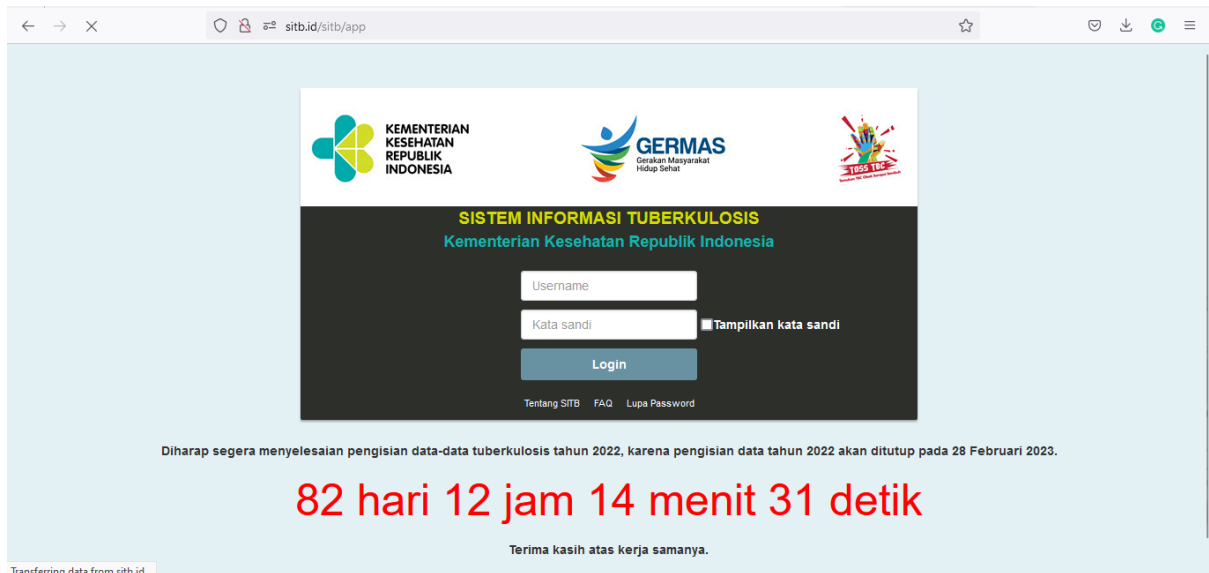 sitb.id/sitb/app
KEMENTERIAN
KESEHATAN
REPUBLIK
INDONESIA
GERMAS
Gerakan Masyarakat
Hidup Sehat
TOSS TBC
SISTEM INFORMASI TUBERKULOSIS
Kementerian Kesehatan Republik Indonesia
Username
Kata sandi
Tampilkan kata sandi
Login
Tentang SITB FAQ Lupa Password
Diharap segera menyelesaian pengisian data-data tuberkulosis tahun 2022, karena pengisian data tahun 2022 akan ditutup pada 28 Februari 2023.
82 hari 12 jam 14 menit 31 detik
Terima kasih atas kerja samanya.
Transferring data from sitb.id